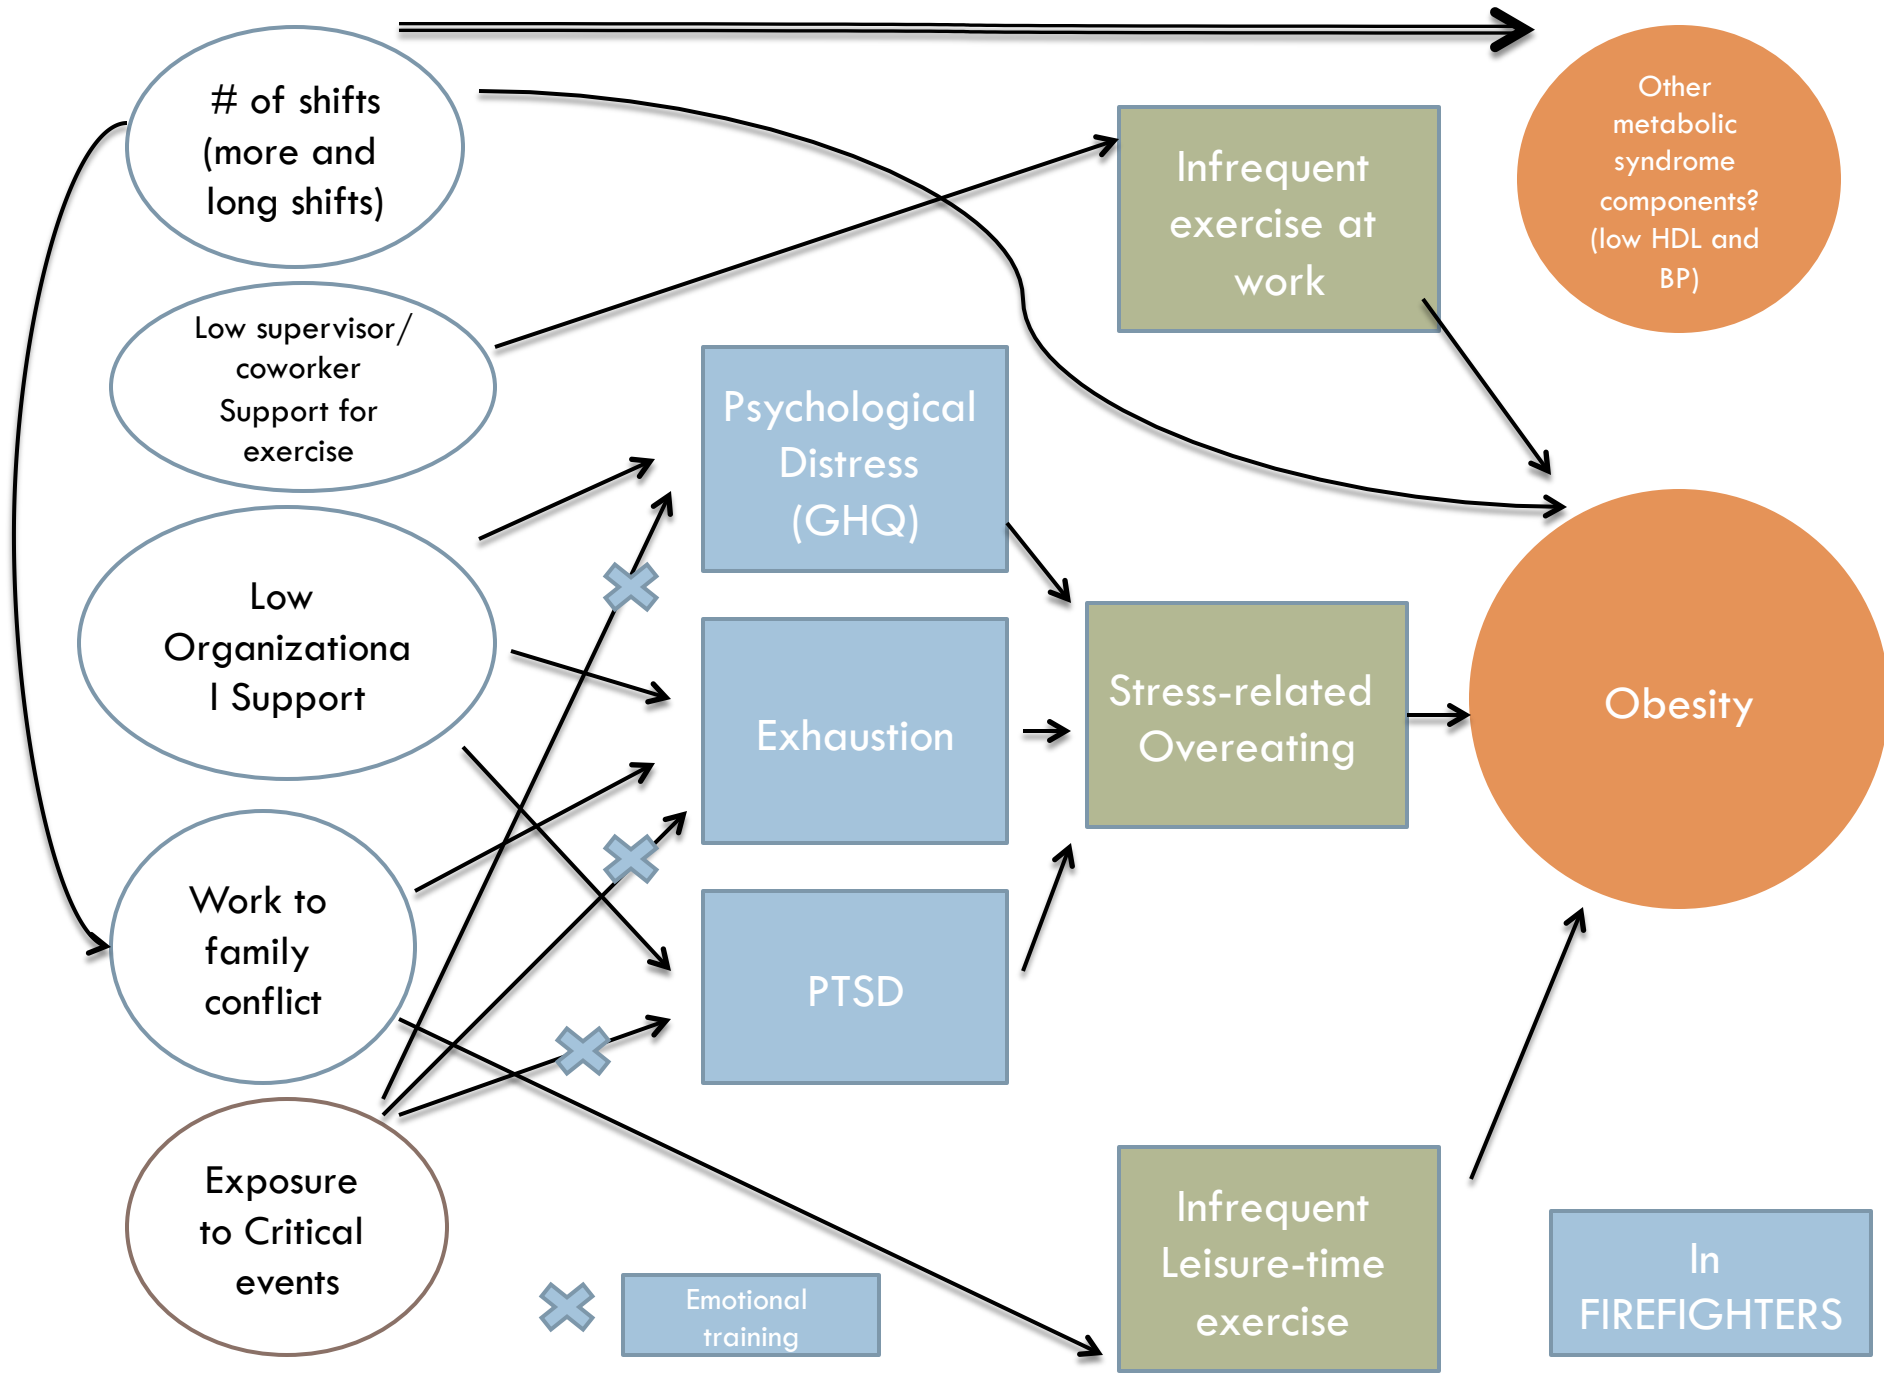 # of shifts
(more and
long shifts)
Low supervisor/
coworker
Support for
exercise
Low
Organizationa
l Support
Work to
family
conflict
Exposure
to Critical
events
Psychological
Distress
(GHQ)
Exhaustion
PTSD
Emotional
training
Infrequent
exercise at
work
Stress-related
Overeating
Infrequent
Leisure-time
exercise
Other
metabolic
syndrome
components?
(low HDL and
BP)
Obesity
In
FIREFIGHTERS